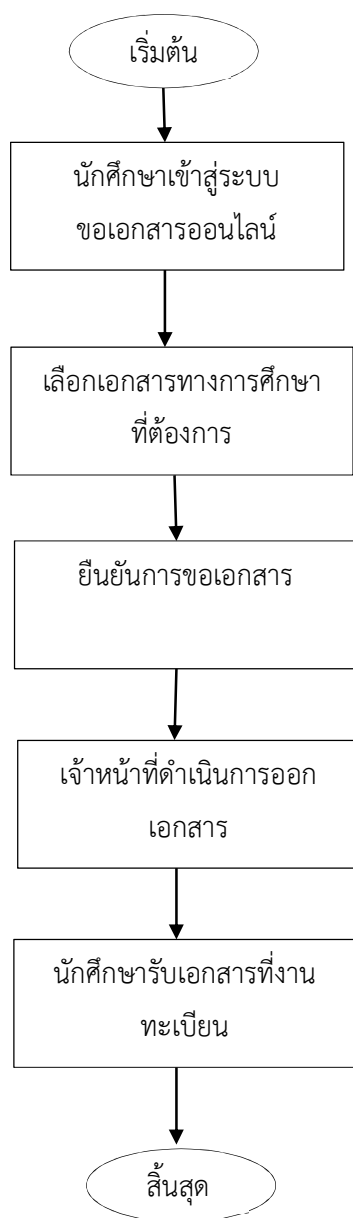 เริ่มต้น
นักศึกษาเข้าสู่ระบบ
ขอเอกสารออนไลน์
เลือกเอกสารทางการศึกษา
ที่ต้องการ
ยืนยันการขอเอกสาร
เจ้าหน้าที่ดำเนินการออก
เอกสาร
นักศึกษารับเอกสารที่งาน
ทะเบียน
สิ้นสุด